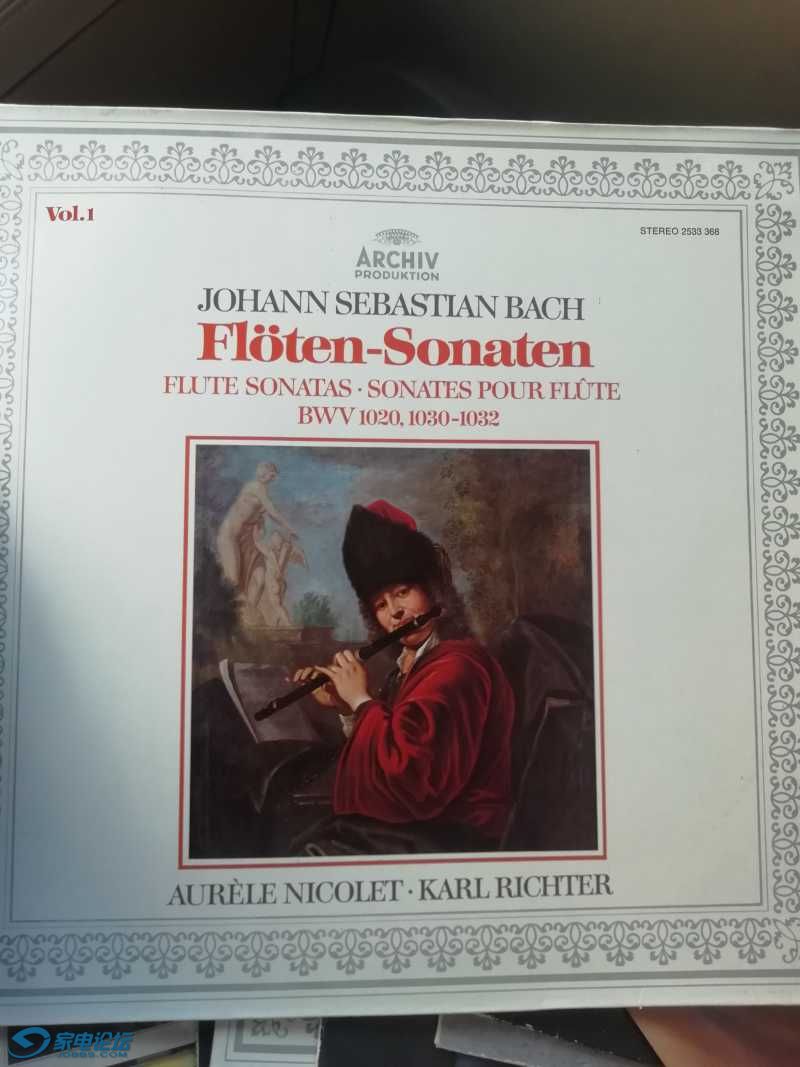 Vol.1
STEREO 2533 368
ARCHIV
PRODUKTION
JOHANN SEBASTIAN BACH
Flöten-Sonaten
FLUTE SONATAS · SONATES POUR FLÛTE
BWV 1020, 1030-1032
AURÈLE NICOLET · KARL RICHTER
家电论坛
JD885.COM